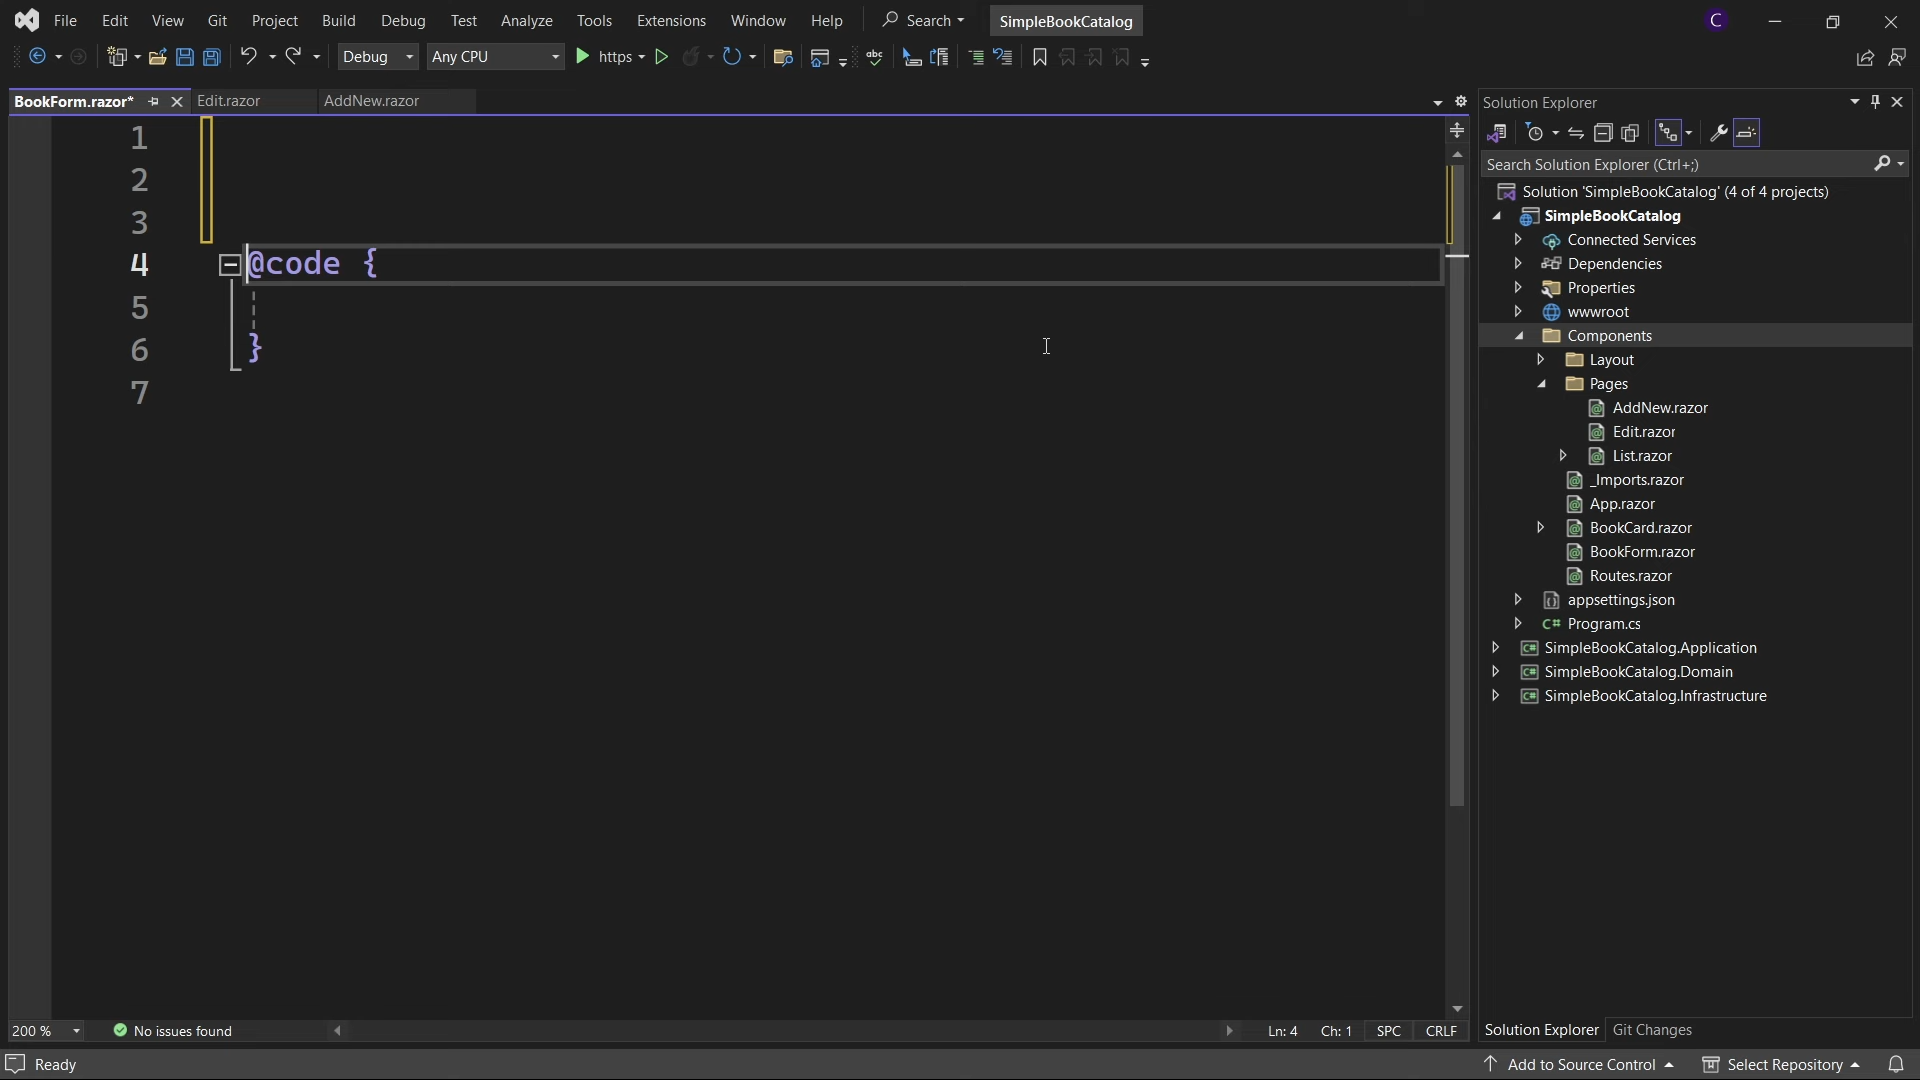 File Edit View Git Project Build Debug Test Analyze Tools Extensions Window Help Search SimpleBookCatalog C
Debug Any CPU https abc
BookForm.razor* Edit.razor AddNew.razor
1
2
3
4 @code {
5
6 }
7
200 % No issues found Ln: 4 Ch: 1 SPC CRLF
Solution Explorer
Search Solution Explorer (Ctrl+;)
Solution 'SimpleBookCatalog' (4 of 4 projects)
SimpleBookCatalog
Connected Services
Dependencies
Properties
wwwroot
Components
Layout
Pages
AddNew.razor
Edit.razor
List.razor
_Imports.razor
App.razor
BookCard.razor
BookForm.razor
Routes.razor
appsettings.json
C# Program.cs
C# SimpleBookCatalog.Application
C# SimpleBookCatalog.Domain
C# SimpleBookCatalog.Infrastructure
Solution Explorer Git Changes
Ready Add to Source Control Select Repository